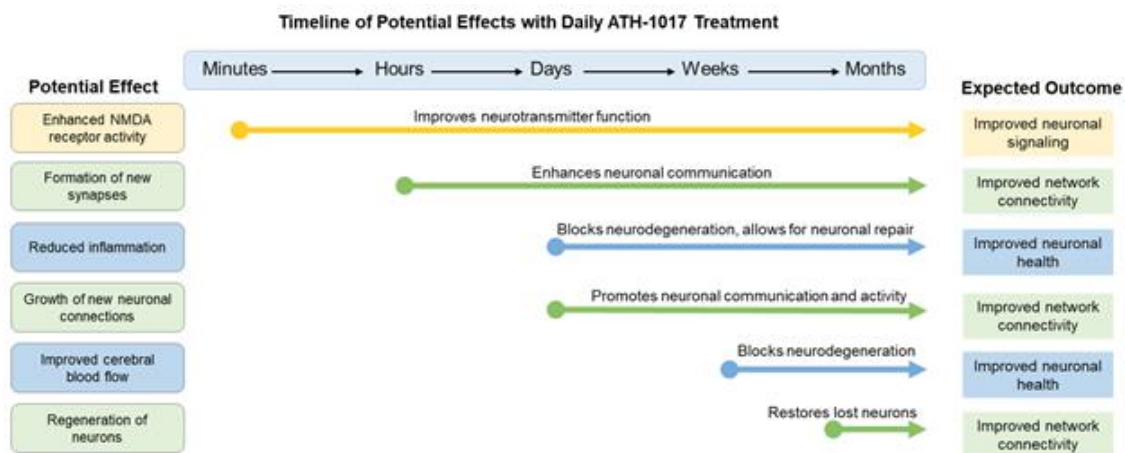 Timeline of Potential Effects with Daily ATH-1017 Treatment
Minutes Hours Days Weeks Months
Potential Effect
Expected Outcome
Enhanced NMDA
receptor activity
Improves neurotransmitter function
Improved neuronal
signaling
Formation of new
synapses
Enhances neuronal communication
Improved network
connectivity
Reduced inflammation
Blocks neurodegeneration, allows for neuronal repair
Improved neuronal
health
Growth of new neuronal
connections
Promotes neuronal communication and activity
Improved network
connectivity
Improved cerebral
blood flow
Blocks neurodegeneration
Improved neuronal
health
Regeneration of
neurons
Restores lost neurons
Improved network
connectivity